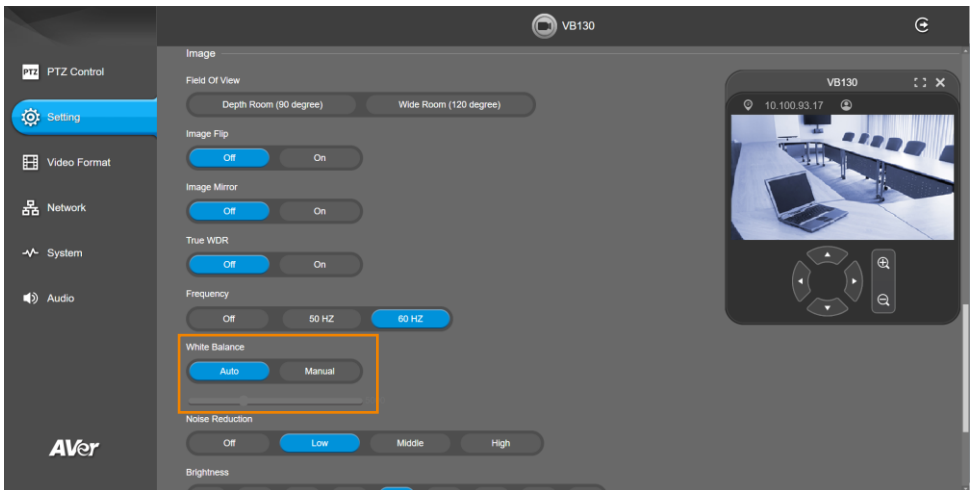 VB130
PTZ PTZ Control
Setting
Video Format
Network
System
Audio
AVer
Image
Field Of View
Depth Room (90 degree) Wide Room (120 degree)
Image Flip
Off On
Image Mirror
Off On
True WDR
Off On
Frequency
Off 50 HZ 60 HZ
White Balance
Auto Manual
Noise Reduction
Off Low Middle High
Brightness
VB130
10.100.93.17